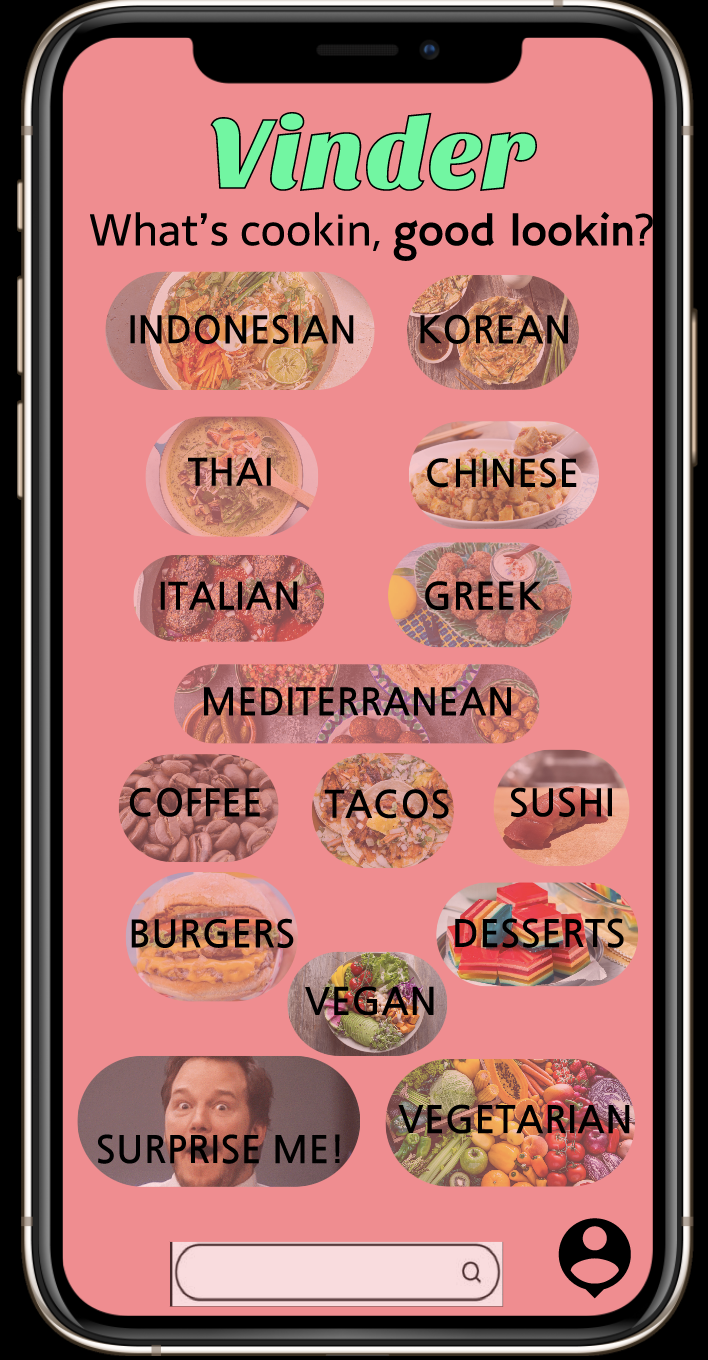 Vinder
What's cookin, good lookin?
INDONESIAN
KOREAN
THAI
CHINESE
ITALIAN
GREEK
MEDITERRANEAN
COFFEE
TACOS
SUSHI
BURGERS
DESSERTS
VEGAN
SURPRISE ME!
VEGETARIAN